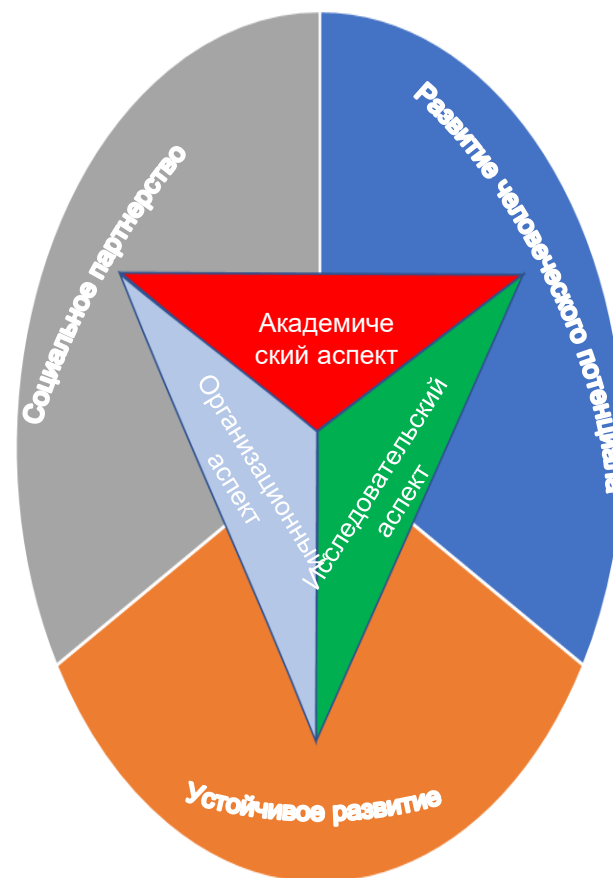 Социальное партнерство
Развитие человеческого потенциала
Академиче
ский аспект
Организационный
аспект
Исследовательский
аспект
Устойчивое развитие